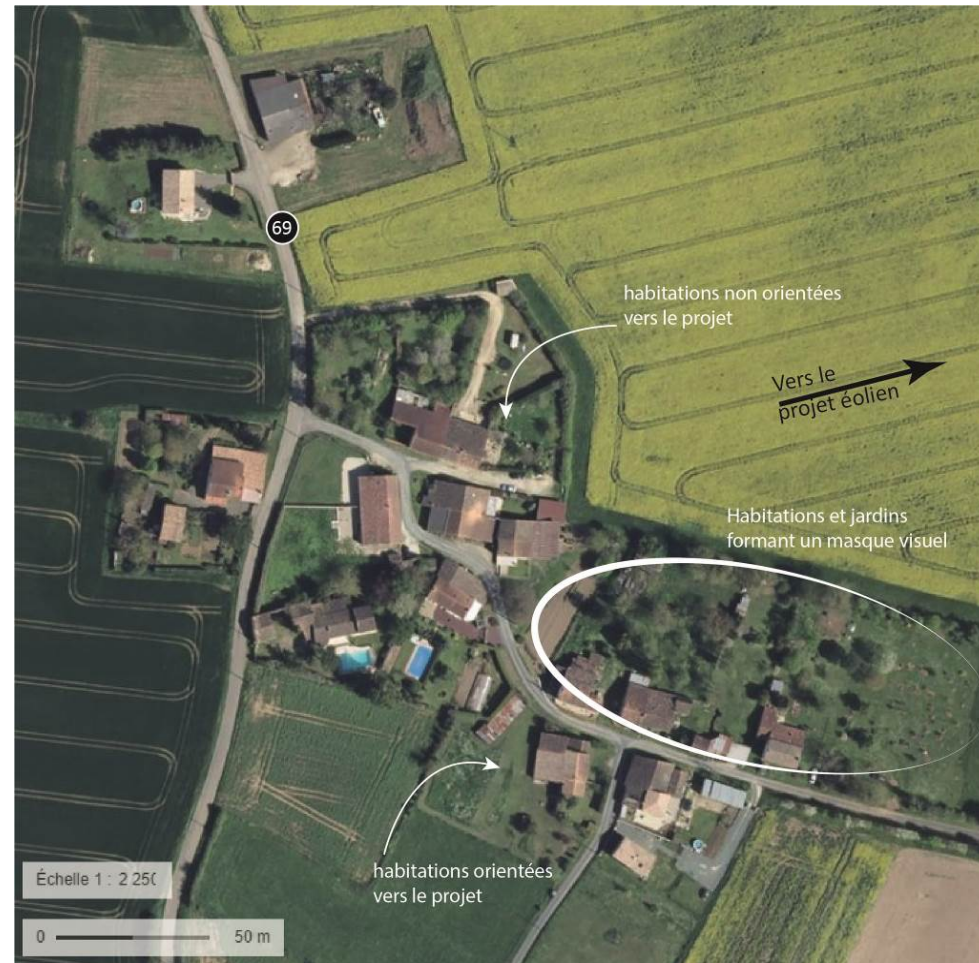 69
habitations non orientées
vers le projet
Vers le
projet éolien
Habitations et jardins
formant un masque visuel
habitations orientées
vers le projet
Échelle 1 : 2 25(
0 50 m